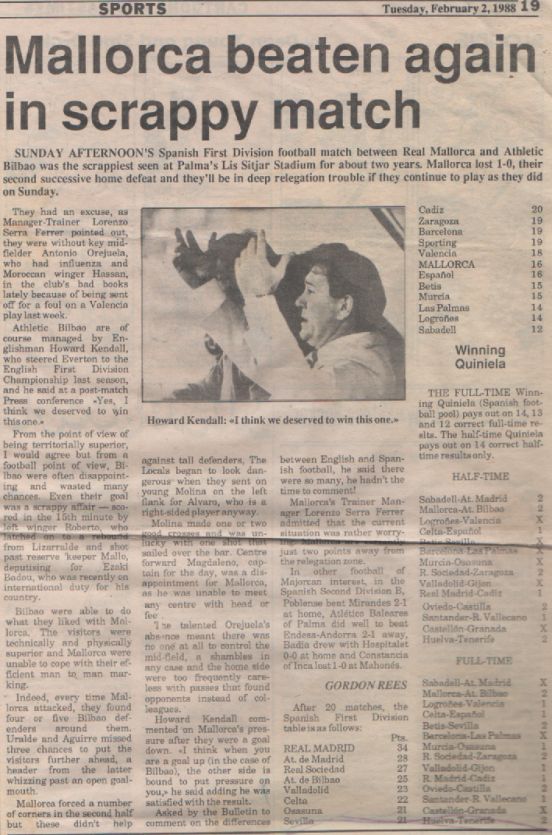 SPORTS
Tuesday, February 2, 1988 19
Mallorca beaten again
in scrappy match
SUNDAY AFTERNOON'S Spanish First Division football match between Real Mallorca and Athletic
Bilbao was the scrappiest seen at Palma's Lis Sitjar Stadium for about two years. Mallorca lost 1-0, their
second successive home defeat and they'll be in deep relegation trouble if they continue to play as they did
on Sunday.
They had an excuse, as
Manager-Trainer Lorenzo
Serra Ferrer pointed out,
they were without key mid-
fielder Antonio Orejuela,
who had influenza and
Moroccan winger Hassan,
in the club's bad books
lately because of being sent
off for a foul on a Valencia
play last week.
Athletic Bilbao are of
course managed by En-
glishman Howard Kendall,
who steered Everton to the
English First Division
Championship last season,
and he said at a post-match
Press conference «Yes, I
think we deserved to win
this one.»
From the point of view of
being territorially superior,
I would agree but from a
football point of view, Bi-
lbao were often disappoint-
ing and wasted many
chances. Even their goal
was a scrappy affair — sco-
red in the 15th minute by
left winger Roberto, who
latched on to a rebound
from Lizarralde and shot
past reserve keeper Mallo,
deputizing for Ezaki
Badou, who was recently on
international duty for his
country.
Bilbao were able to do
what they liked with Mal-
lorca. The visitors were
technically and physically
superior and Mallorca were
unable to cope with their ef-
ficient man to man mar-
king.
Indeed, every time Mal-
lorca attacked, they found
four or five Bilbao def-
enders around them.
Uralde and Aguirre missed
three chances to put the
visitors further ahead, a
header from the latter
whizzing past an open goal-
mouth.
Mallorca forced a number
of corners in the second half
but these didn't help
Howard Kendall: «I think we deserved to win this one.»
against tall defenders, The
Locals began to look dan-
gerous when they sent on
young Molina on the left
flank for Alvaro, who is a
right-sided player anyway.
Molina made one or two
good crosses and was un-
lucky with one shot that
sailed over the bar. Centre
forward Magdaleno, cap-
tain for the day, was a dis-
appointment for Mallorca,
as he was unable to meet
any centre with head or
fee
The talented Orejuela's
absence meant there was
no one at all to control the
mid-field, a shambles in
any case and the home side
were too frequently care-
less with passes that found
opponents instead of col-
leagues.
Howard Kendall com-
mented on Mallorca's pres-
sure after they were a goal
down. «I think when you
are a goal up (in the case of
Bilbao), the other side is
bound to put pressure on
you,» he said adding he was
satisfied with the result.
Asked by the Bulletin to
comment on the differences
between English and Span-
ish football, he said there
were so many, he hadn't the
time to comment!
Mallorca's Trainer Man-
ager Lorenzo Serra Ferrer
admitted that the current
situation was rather worry-
ing. Mallorca are
just two points away from
the relegation zone.
In other football of
Majorcan interest, in the
Spanish Second Division B,
Poblense beat Mirandes 2-1
at home, Atlético Baleares
of Palma did well to beat
Endesa-Andorra 2-1 away,
Badia drew with Hospitalet
0-0 at home and Constancia
of Inca lost 1-0 at Mahonés.
GORDON REES
After 20 matches, the
Spanish First Division
table is as follows:
Pts.
REAL MADRID 34
At. de Madrid 28
Real Sociedad 27
At. de Bilbao 25
Valladolid 23
Celta 22
Osasuna 21
Sevilla 21
Cadiz 20
Zaragoza 19
Barcelona 19
Sporting 19
Valencia 18
MALLORCA 16
Español 16
Betis 15
Murcia 15
Las Palmas 14
Logroñes 14
Sabadell 12
Winning
Quiniela
THE FULL-TIME Winn-
ing Quiniela (Spanish foot-
ball pool) pays out on 14, 13
and 12 correct full-time re-
slts. The half-time Quiniela
pays out on 14 correct half-
time results only.
HALF-TIME
Sabadell-At. Madrid 2
Mallorca-At. Bilbao 2
Logroñes-Valencia X
Celta-Español 1
Betis-Sevilla X
Barcelona-Las Palmas X
Murcia-Osasuna X
R. Sociedad-Zaragoza 2
Valladolid-Gijon X
Real Madrid-Cadiz 1
Oviedo-Castilla 2
Santander-R. Vallecano 1
Castellón-Granada X
Huelva-Tenerife 2
FULL-TIME
Sabadell-At. Madrid X
Mallorca-At. Bilbao 2
Logroñes-Valencia 1
Celta-Español 1
Betis-Sevilla 2
Barcelona-Las Palmas X
Murcia-Osasuna 1
R. Sociedad-Zaragoza 2
Valladolid-Gijon 1
R. Madrid-Cadiz 1
Oviedo-Castilla 2
Santander-R. Vallecano 1
Castellón-Granada X
Huelva-Tenerife 2